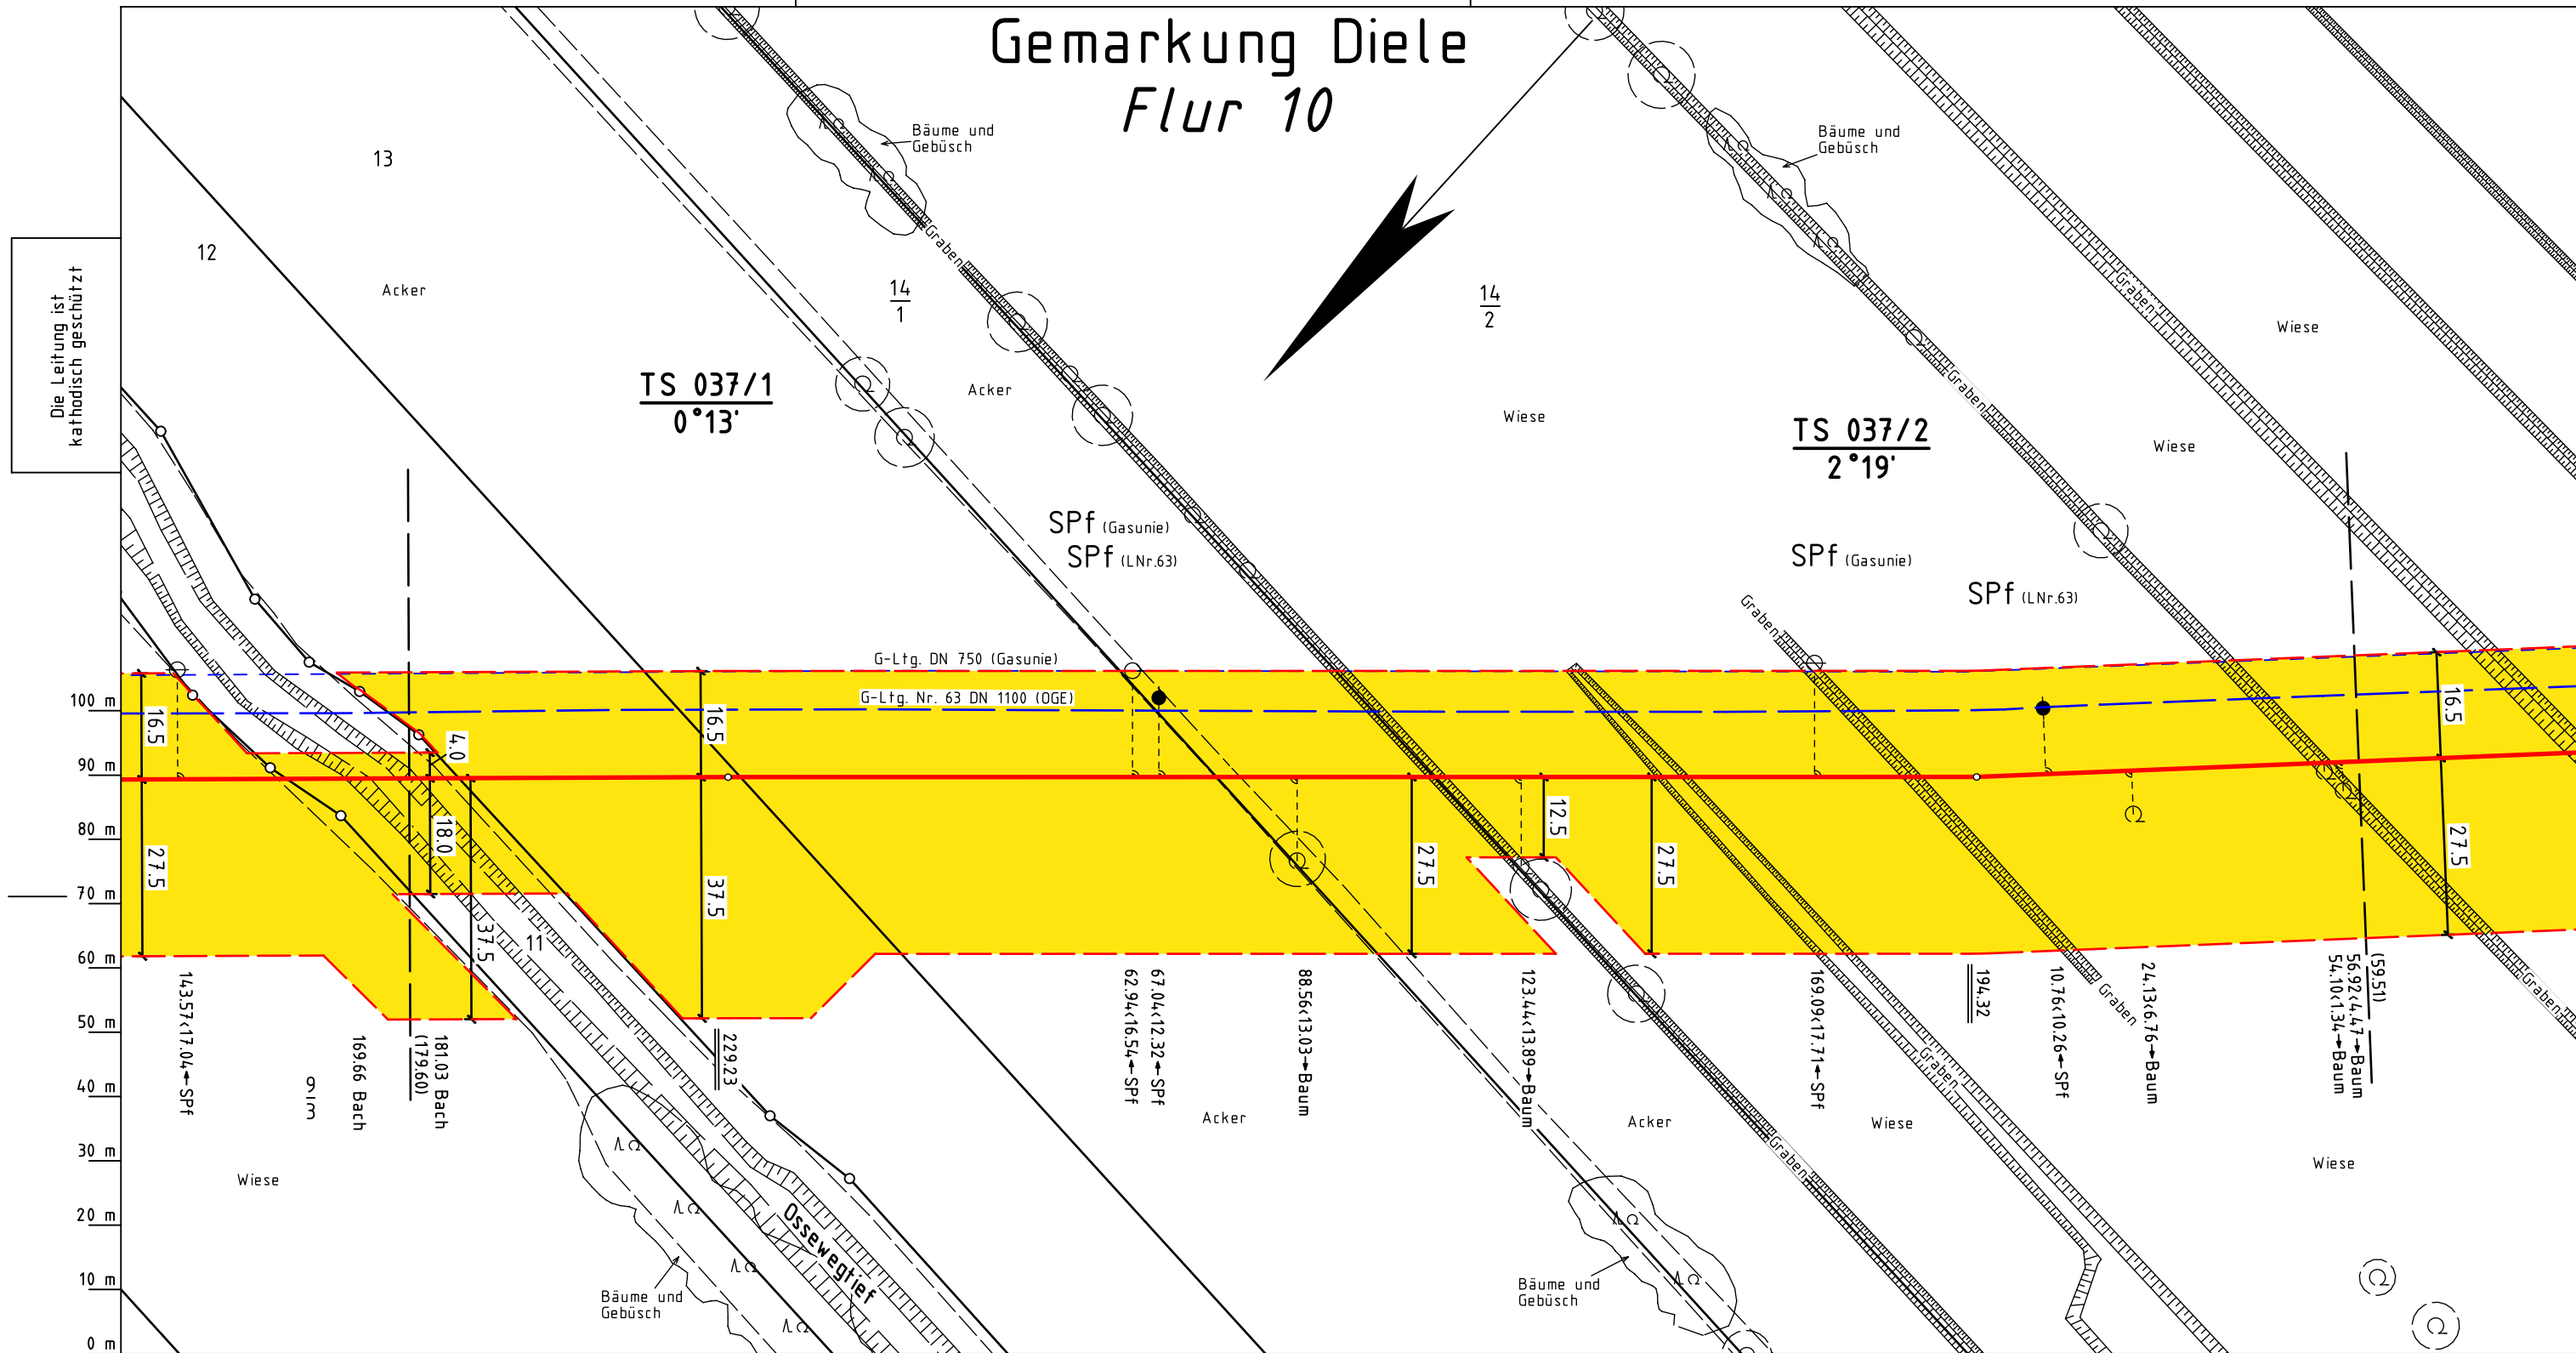 Gemarkung Diele
Flur 10
Die Leitung ist
kathodisch geschützt
13
12
Acker
Bäume und
Gebüsch
Graben
14
1
Acker
14
2
Wiese
Bäume und
Gebüsch
Graben
Graben
Wiese
Wiese
TS 037/1
0°13'
TS 037/2
2°19'
SPf (Gasunie)
SPf (LNr.63)
SPf (Gasunie)
SPf (LNr.63)
Graben
G-Ltg. DN 750 (Gasunie)
G-Ltg. Nr. 63 DN 1100 (OGE)
100 m
90 m
80 m
70 m
60 m
50 m
40 m
30 m
20 m
10 m
0 m
16.5
27.5
4.0
18.0
37.5
16.5
37.5
27.5
12.5
27.5
16.5
27.5
11
143.57<17.04→SPf
9
3
169.66 Bach
(179.60)
181.03 Bach
229.23
62.94<16.54→SPf
67.04<12.32→SPf
88.56<13.03→Baum
123.44<13.89→Baum
169.09<17.71→SPf
194.32
10.76<10.26→SPf
24.13<6.76→Baum
54.10<1.34→Baum
56.92<4.47→Baum
(59.51)
Graben
Graben
Graben
Graben
Wiese
Acker
Acker
Wiese
Wiese
Ossewegtief
Bäume und
Gebüsch
Bäume und
Gebüsch